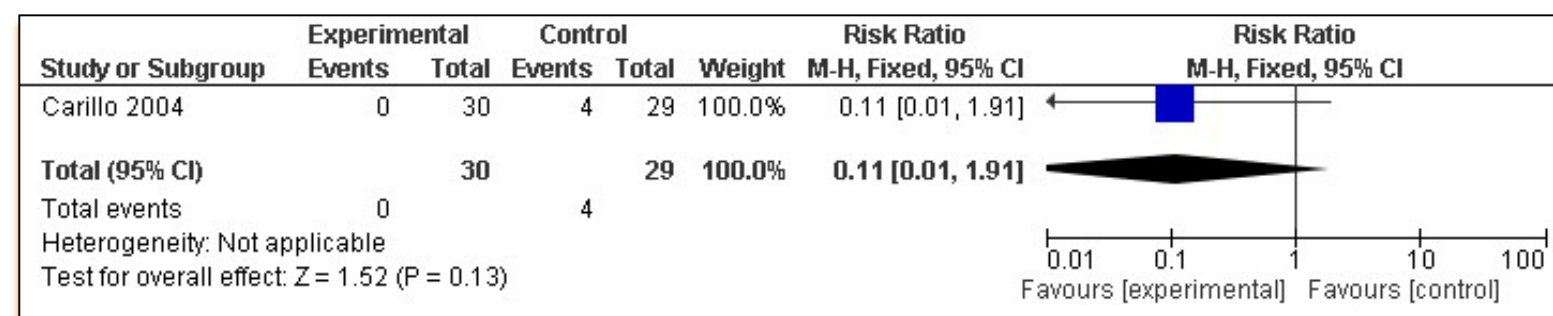 Experimental Control Risk Ratio Risk Ratio
Study or Subgroup Events Total Events Total Weight M-H, Fixed, 95% CI M-H, Fixed, 95% CI
Carillo 2004 0 30 4 29 100.0% 0.11 [0.01, 1.91]
Total (95% CI) 30 29 100.0% 0.11 [0.01, 1.91]
Total events 0 4
Heterogeneity: Not applicable
Test for overall effect: Z = 1.52 (P = 0.13)
0.01 0.1 1 10 100
Favours [experimental] Favours [control]